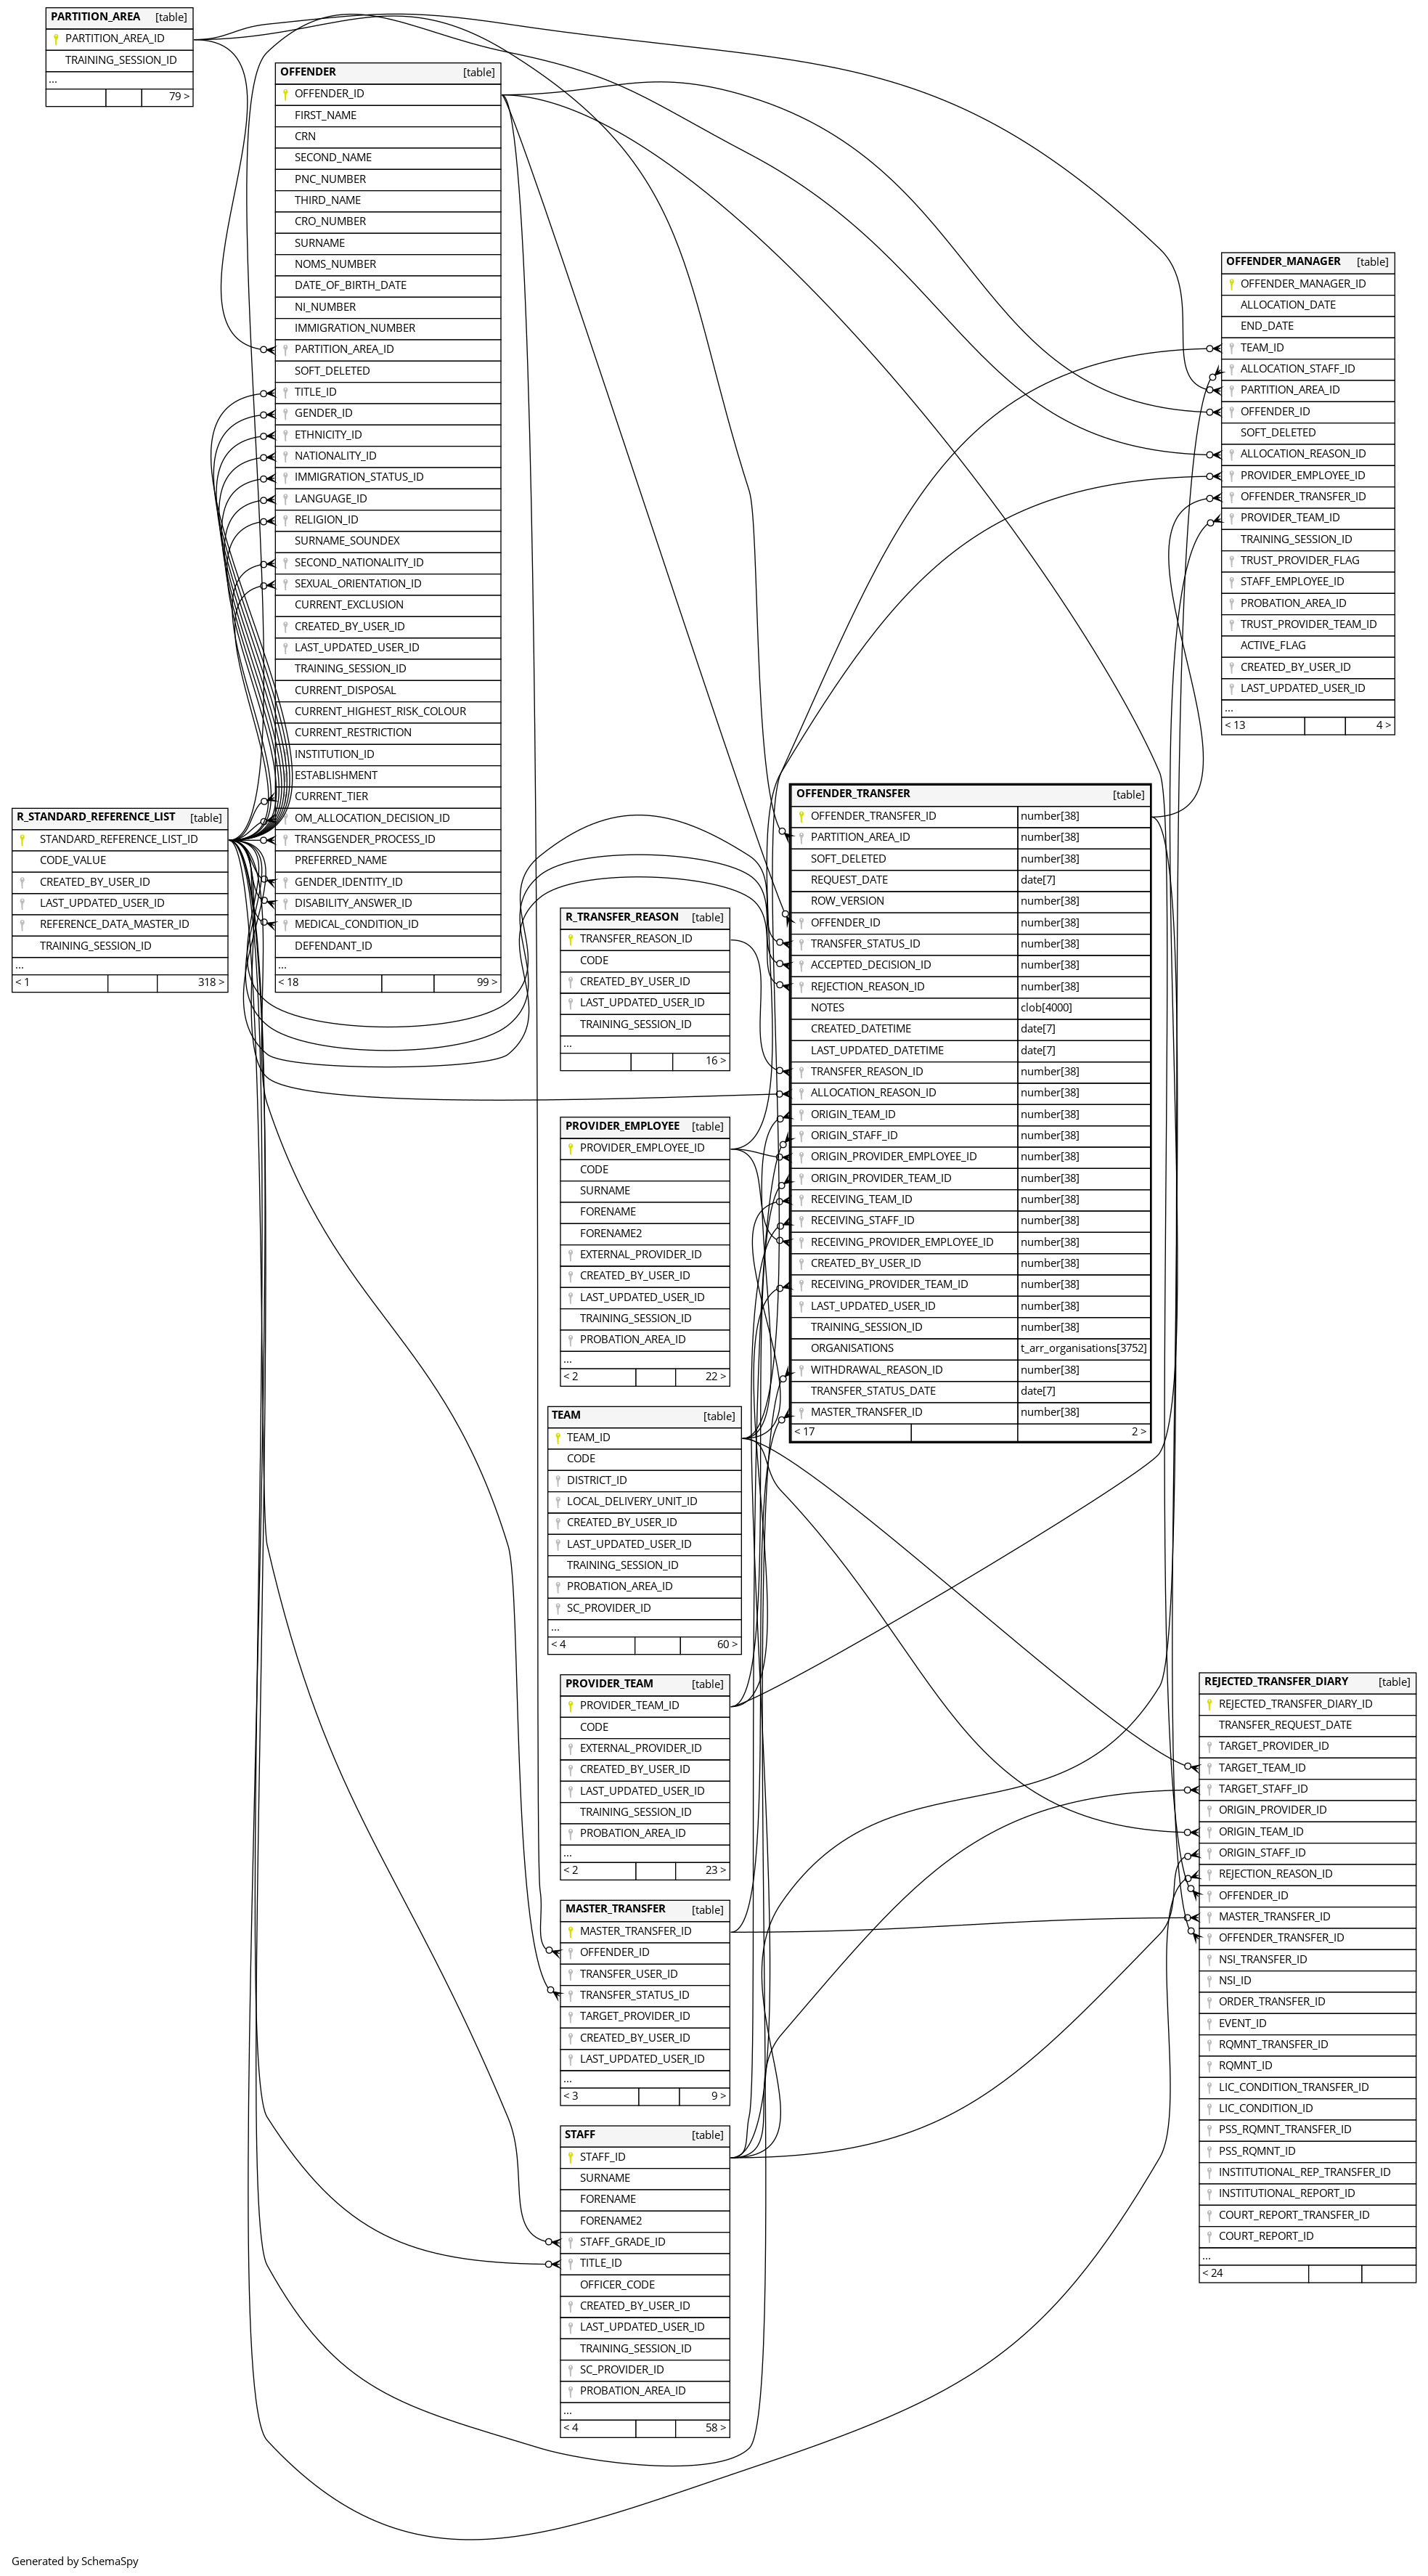 PARTITION_AREA [table]
PARTITION_AREA_ID
TRAINING_SESSION_ID
...
79 >
OFFENDER [table]
OFFENDER_ID
FIRST_NAME
CRN
SECOND_NAME
PNC_NUMBER
THIRD_NAME
CRO_NUMBER
SURNAME
NOMS_NUMBER
DATE_OF_BIRTH_DATE
NI_NUMBER
IMMIGRATION_NUMBER
PARTITION_AREA_ID
SOFT_DELETED
TITLE_ID
GENDER_ID
ETHNICITY_ID
NATIONALITY_ID
IMMIGRATION_STATUS_ID
LANGUAGE_ID
RELIGION_ID
SURNAME_SOUNDEX
SECOND_NATIONALITY_ID
SEXUAL_ORIENTATION_ID
CURRENT_EXCLUSION
CREATED_BY_USER_ID
LAST_UPDATED_USER_ID
TRAINING_SESSION_ID
CURRENT_DISPOSAL
CURRENT_HIGHEST_RISK_COLOUR
CURRENT_RESTRICTION
INSTITUTION_ID
ESTABLISHMENT
CURRENT_TIER
OM_ALLOCATION_DECISION_ID
TRANSGENDER_PROCESS_ID
PREFERRED_NAME
GENDER_IDENTITY_ID
DISABILITY_ANSWER_ID
MEDICAL_CONDITION_ID
DEFENDANT_ID
...
< 18 99 >
OFFENDER_MANAGER [table]
OFFENDER_MANAGER_ID
ALLOCATION_DATE
END_DATE
TEAM_ID
ALLOCATION_STAFF_ID
PARTITION_AREA_ID
OFFENDER_ID
SOFT_DELETED
ALLOCATION_REASON_ID
PROVIDER_EMPLOYEE_ID
OFFENDER_TRANSFER_ID
PROVIDER_TEAM_ID
TRAINING_SESSION_ID
TRUST_PROVIDER_FLAG
STAFF_EMPLOYEE_ID
PROBATION_AREA_ID
TRUST_PROVIDER_TEAM_ID
ACTIVE_FLAG
CREATED_BY_USER_ID
LAST_UPDATED_USER_ID
...
< 13 4 >
R_STANDARD_REFERENCE_LIST [table]
STANDARD_REFERENCE_LIST_ID
CODE_VALUE
CREATED_BY_USER_ID
LAST_UPDATED_USER_ID
REFERENCE_DATA_MASTER_ID
TRAINING_SESSION_ID
...
< 1 318 >
OFFENDER_TRANSFER [table]
OFFENDER_TRANSFER_ID number[38]
PARTITION_AREA_ID number[38]
SOFT_DELETED number[38]
REQUEST_DATE date[7]
ROW_VERSION number[38]
OFFENDER_ID number[38]
TRANSFER_STATUS_ID number[38]
ACCEPTED_DECISION_ID number[38]
REJECTION_REASON_ID number[38]
NOTES clob[4000]
CREATED_DATETIME date[7]
LAST_UPDATED_DATETIME date[7]
TRANSFER_REASON_ID number[38]
ALLOCATION_REASON_ID number[38]
ORIGIN_TEAM_ID number[38]
ORIGIN_STAFF_ID number[38]
ORIGIN_PROVIDER_EMPLOYEE_ID number[38]
ORIGIN_PROVIDER_TEAM_ID number[38]
RECEIVING_TEAM_ID number[38]
RECEIVING_STAFF_ID number[38]
RECEIVING_PROVIDER_EMPLOYEE_ID number[38]
CREATED_BY_USER_ID number[38]
RECEIVING_PROVIDER_TEAM_ID number[38]
LAST_UPDATED_USER_ID number[38]
TRAINING_SESSION_ID number[38]
ORGANISATIONS t_arr_organisations[3752]
WITHDRAWAL_REASON_ID number[38]
TRANSFER_STATUS_DATE date[7]
MASTER_TRANSFER_ID number[38]
< 17 2 >
R_TRANSFER_REASON [table]
TRANSFER_REASON_ID
CODE
CREATED_BY_USER_ID
LAST_UPDATED_USER_ID
TRAINING_SESSION_ID
...
16 >
PROVIDER_EMPLOYEE [table]
PROVIDER_EMPLOYEE_ID
CODE
SURNAME
FORENAME
FORENAME2
EXTERNAL_PROVIDER_ID
CREATED_BY_USER_ID
LAST_UPDATED_USER_ID
TRAINING_SESSION_ID
PROBATION_AREA_ID
...
< 2 22 >
TEAM [table]
TEAM_ID
CODE
DISTRICT_ID
LOCAL_DELIVERY_UNIT_ID
CREATED_BY_USER_ID
LAST_UPDATED_USER_ID
TRAINING_SESSION_ID
PROBATION_AREA_ID
SC_PROVIDER_ID
...
< 4 60 >
PROVIDER_TEAM [table]
PROVIDER_TEAM_ID
CODE
EXTERNAL_PROVIDER_ID
CREATED_BY_USER_ID
LAST_UPDATED_USER_ID
TRAINING_SESSION_ID
PROBATION_AREA_ID
...
< 2 23 >
MASTER_TRANSFER [table]
MASTER_TRANSFER_ID
OFFENDER_ID
TRANSFER_USER_ID
TRANSFER_STATUS_ID
TARGET_PROVIDER_ID
CREATED_BY_USER_ID
LAST_UPDATED_USER_ID
...
< 3 9 >
STAFF [table]
STAFF_ID
SURNAME
FORENAME
FORENAME2
STAFF_GRADE_ID
TITLE_ID
OFFICER_CODE
CREATED_BY_USER_ID
LAST_UPDATED_USER_ID
TRAINING_SESSION_ID
SC_PROVIDER_ID
PROBATION_AREA_ID
...
< 4 58 >
REJECTED_TRANSFER_DIARY [table]
REJECTED_TRANSFER_DIARY_ID
TRANSFER_REQUEST_DATE
TARGET_PROVIDER_ID
TARGET_TEAM_ID
TARGET_STAFF_ID
ORIGIN_PROVIDER_ID
ORIGIN_TEAM_ID
ORIGIN_STAFF_ID
REJECTION_REASON_ID
OFFENDER_ID
MASTER_TRANSFER_ID
OFFENDER_TRANSFER_ID
NSI_TRANSFER_ID
NSI_ID
ORDER_TRANSFER_ID
EVENT_ID
RQMNT_TRANSFER_ID
RQMNT_ID
LIC_CONDITION_TRANSFER_ID
LIC_CONDITION_ID
PSS_RQMNT_TRANSFER_ID
PSS_RQMNT_ID
INSTITUTIONAL_REP_TRANSFER_ID
INSTITUTIONAL_REPORT_ID
COURT_REPORT_TRANSFER_ID
COURT_REPORT_ID
...
< 24
Generated by SchemaSpy